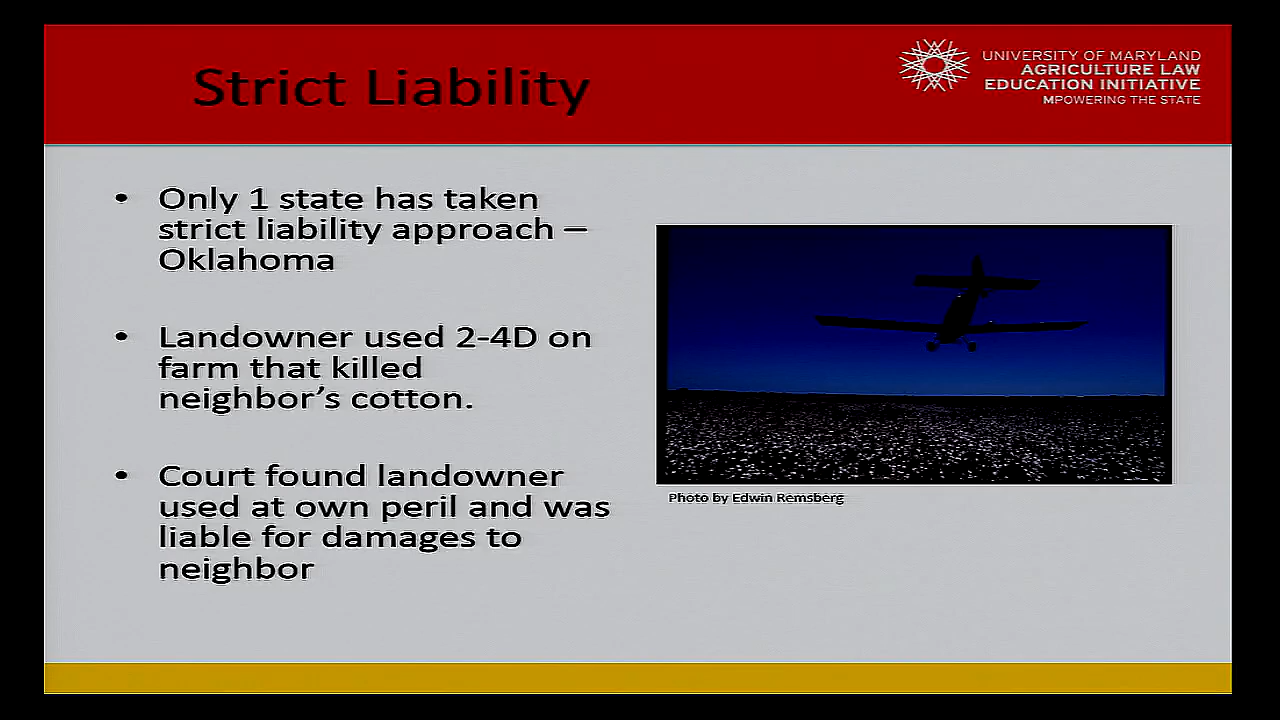 Strict Liability
UNIVERSITY OF MARYLAND
AGRICULTURE LAW
EDUCATION INITIATIVE
MPOWERING THE STATE
• Only 1 state has taken
strict liability approach –
Oklahoma
• Landowner used 2-4D on
farm that killed
neighbor’s cotton.
• Court found landowner
used at own peril and was
liable for damages to
neighbor
Photo by Edwin Remsberg